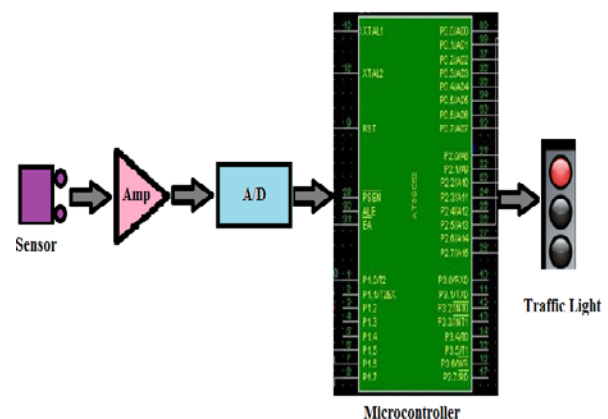 XTAL1
XTAL2
RST
PSEN
ALE
EA
P1.0/T2
P1.1/T2EX
P1.2
P1.3
P1.4
P1.5
P1.6
P1.7
P0.0/AD0
P0.1/AD1
P0.2/AD2
P0.3/AD3
P0.4/AD4
P0.5/AD5
P0.6/AD6
P0.7/AD7
P2.0/A8
P2.1/A9
P2.2/A10
P2.3/A11
P2.4/A12
P2.5/A13
P2.6/A14
P2.7/A15
P3.0/RXD
P3.1/TXD
P3.2/INT0
P3.3/INT1
P3.4/T0
P3.5/T1
P3.6/WR
P3.7/RD
Amp
A/D
Sensor
Traffic Light
Microcontroller